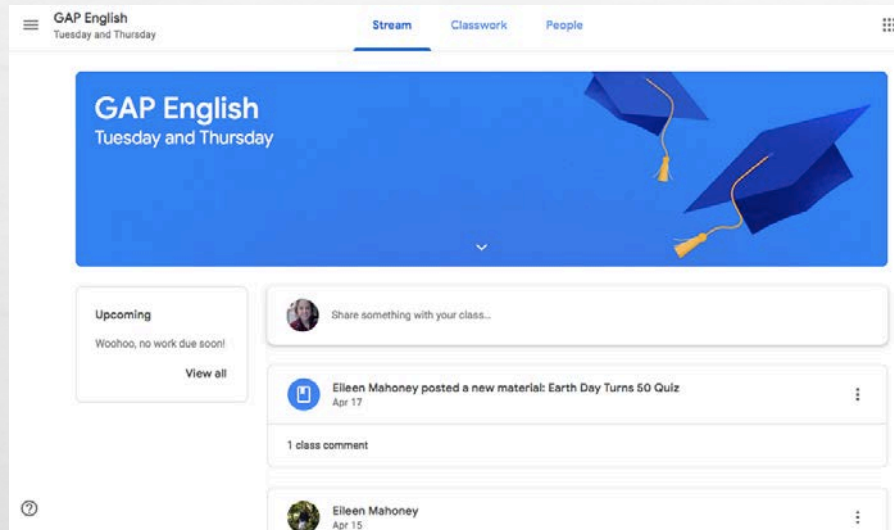 GAP English
Tuesday and Thursday
Stream
Classwork
People
GAP English
Tuesday and Thursday
Upcoming
Woohoo, no work due soon!
View all
Share something with your class...
Eileen Mahoney posted a new material: Earth Day Turns 50 Quiz
Apr 17
1 class comment
Eileen Mahoney
Apr 15